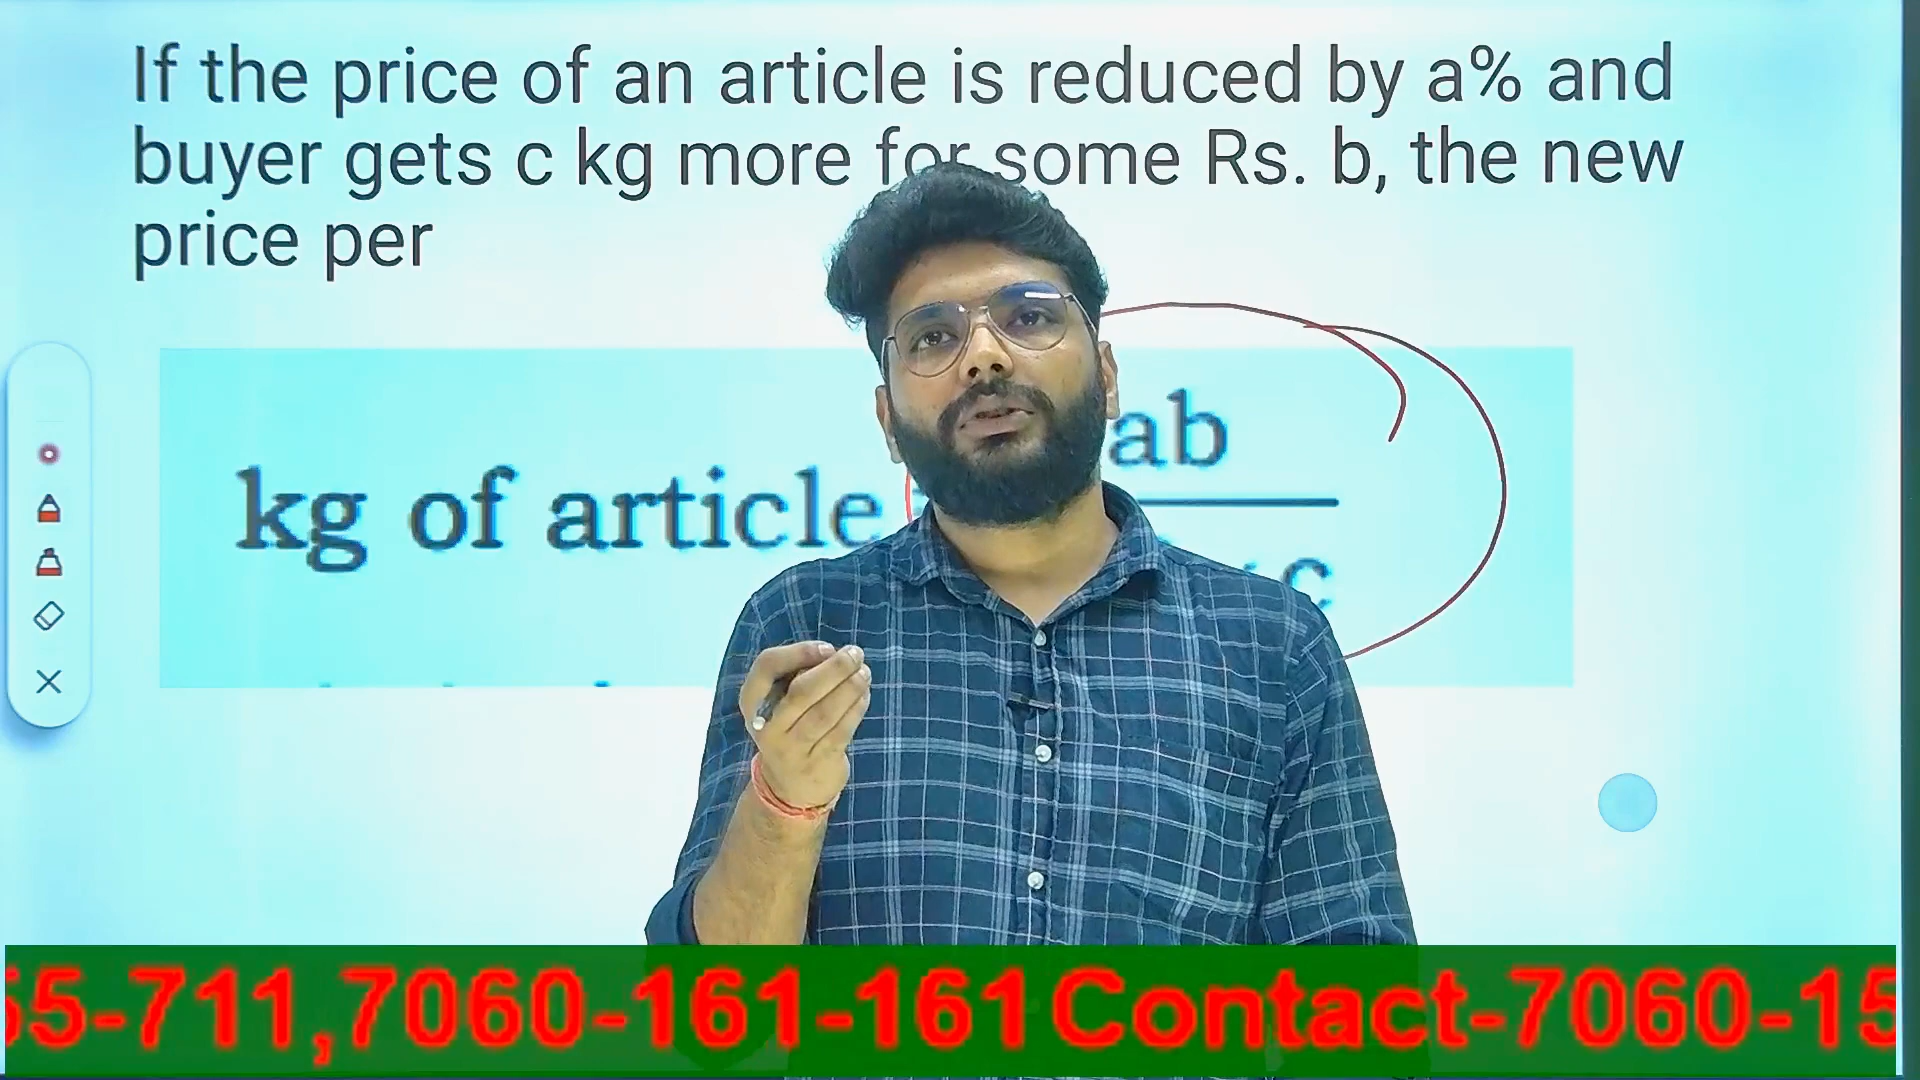 If the price of an article is reduced by a% and
buyer gets c kg more for some Rs. b, the new
price per
ab
kg of article
c
55-711,7060-161-161 Contact-7060-15